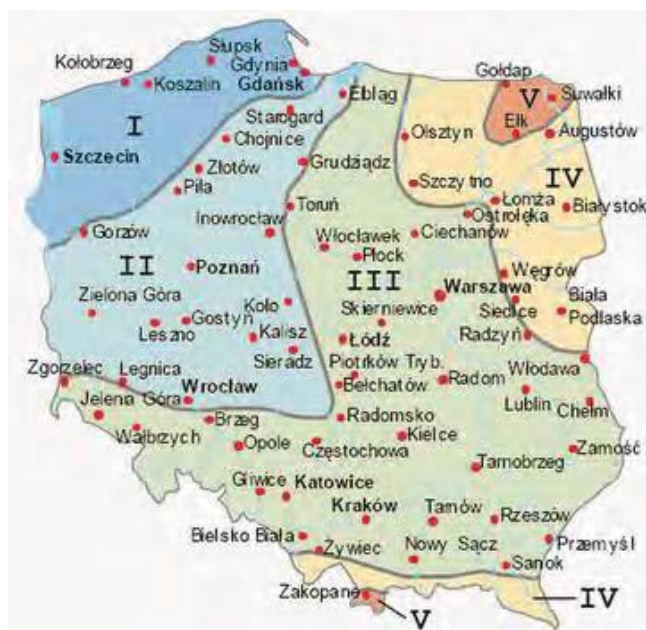 Słupsk
Kołobrzeg
Gdynia
Koszalin
Gdańsk
Gołdap
V
Suwałki
Elbląg
Starogard
I
Chojnice
Olsztyn
Ełk
Augustów
Szczecin
Złotów
Grudziądz
IV
Piła
Szczytno
Łomża
Toruń
Ostrołęka
Białystok
Inowrocław
Gorzów
Włocławek
Ciechanów
Płock
II
Poznań
III
Węgrów
Warszawa
Zielona Góra
Koło
Skierniewice
Siedlce
Biała
Podlaska
Leszno
Gostyń
Kalisz
Łódź
Radzyń
Sieradz
Zgorzelec
Legnica
Piotrków Tryb.
Włodawa
Bełchatów
Radom
Jelena Góra
Wrocław
Lublin
Chełm
Brzeg
Radomsko
Wałbrzych
Opole
Częstochowa
Kielce
Zamość
Tarnobrzeg
Gliwice
Katowice
Kraków
Tarnów
Rzeszów
Bielsko Biała
Przemyśl
Żywiec
Nowy Sącz
Sanok
Zakopane
V
IV